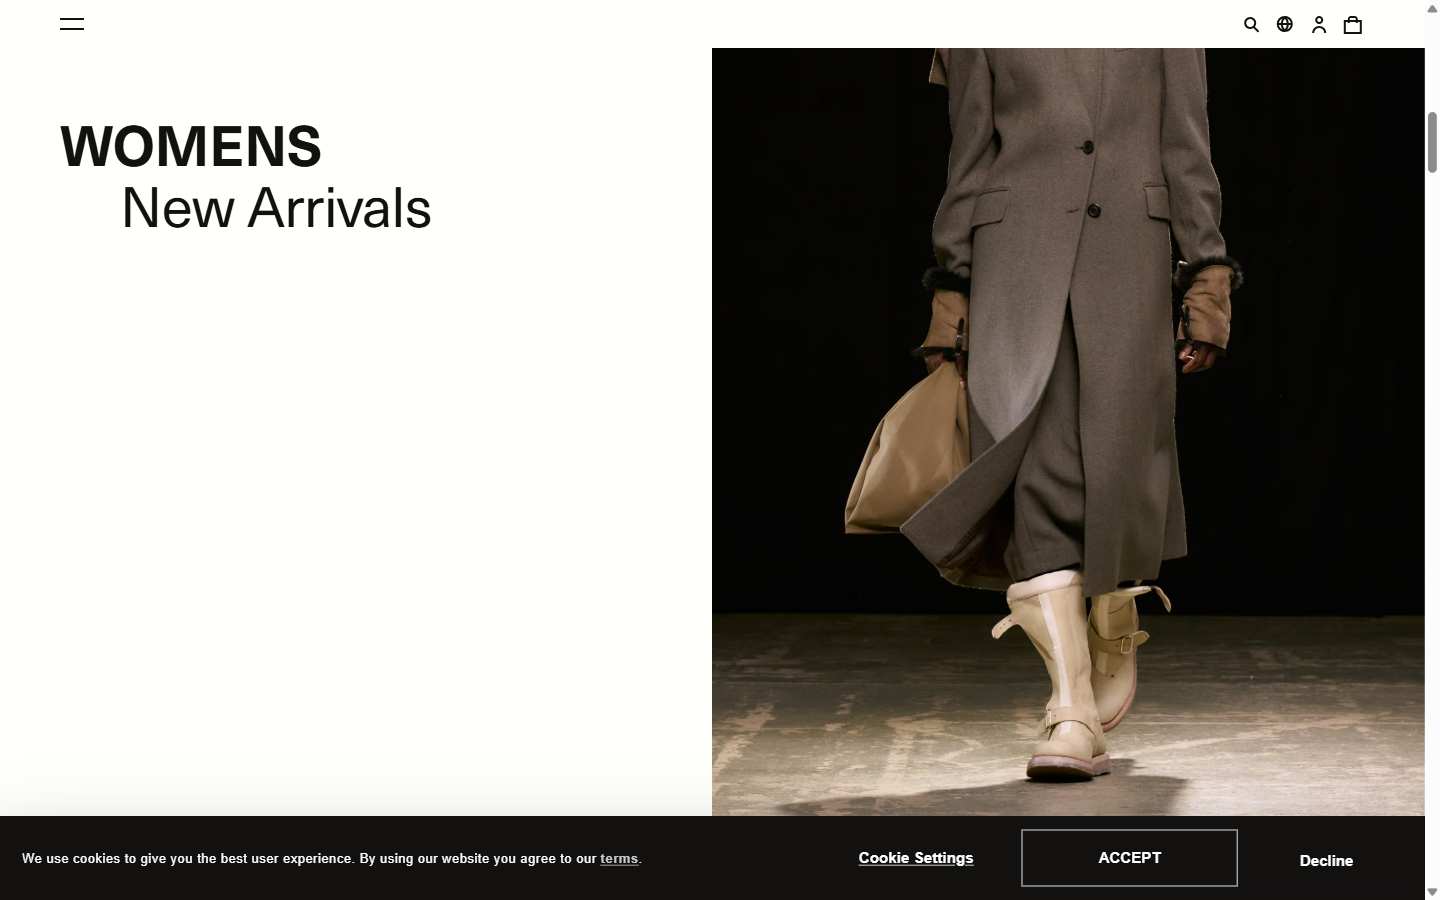 WOMENS
New Arrivals
We use cookies to give you the best user experience. By using our website you agree to our terms.
Cookie Settings
ACCEPT
Decline